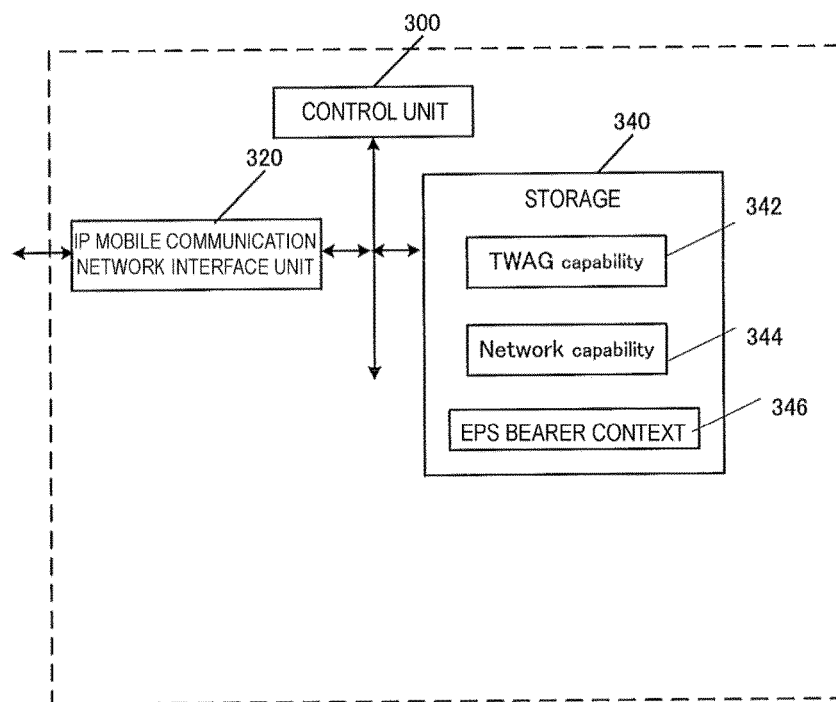 300
CONTROL UNIT
320
340
IP MOBILE COMMUNICATION
NETWORK INTERFACE UNIT
STORAGE
342
TWAG capability
344
Network capability
346
EPS BEARER CONTEXT